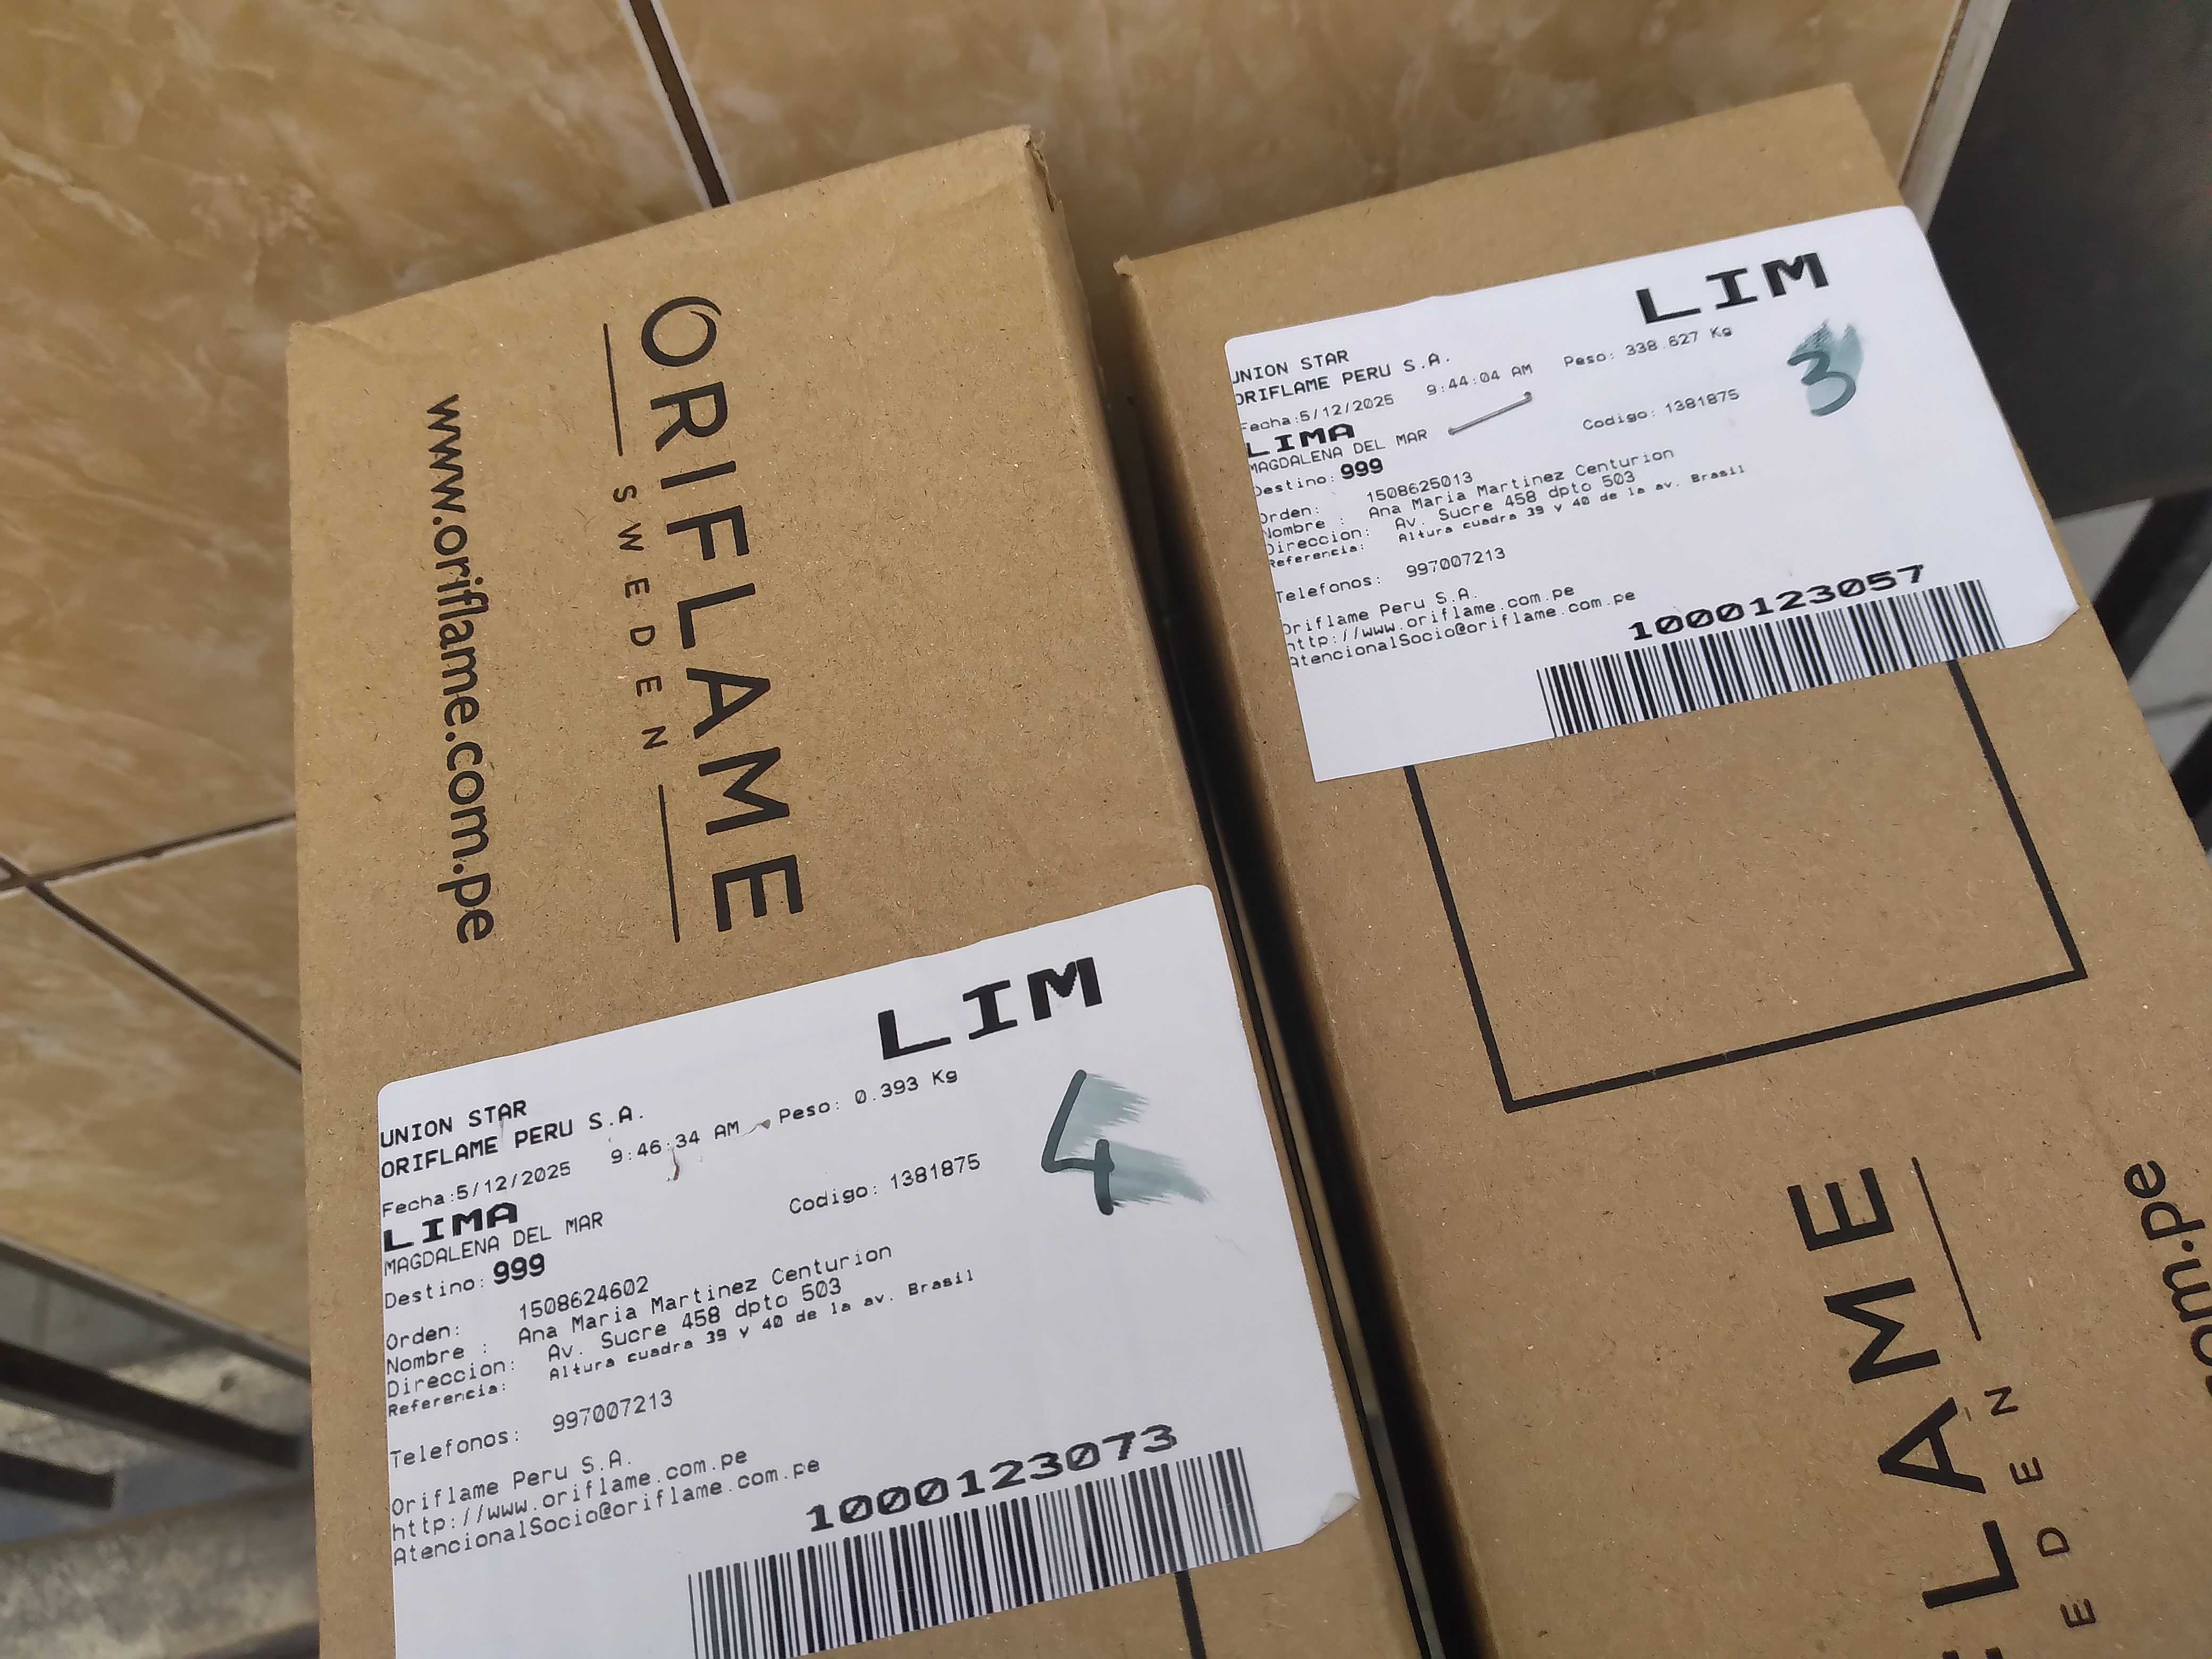 ORIFLAME
SWEDEN
www.oriflame.com.pe
LIM
UNION STAR
ORIFLAME PERU S.A.
Fecha:5/12/2025 9:46:34 AM Peso: 0.393 Kg
LIMA
MAGDALENA DEL MAR Codigo: 1381875
Destino: 999
4
Orden: 1508624602
Nombre : Ana Maria Martinez Centurion
Direccion: Av. Sucre 458 dpto 503
Referencia: Altura cuadra 39 y 40 de la av. Brasil
Telefonos: 997007213
Oriflame Peru S.A.
http://www.oriflame.com.pe
AtencionalSocio@oriflame.com.pe
1000123073
LIM
UNION STAR
ORIFLAME PERU S.A.
Fecha:5/12/2025 9:44:04 AM Peso: 338.627 Kg
LIMA
MAGDALENA DEL MAR Codigo: 1381875
Destino: 999
3
Orden: 1508625013
Nombre : Ana Maria Martinez Centurion
Direccion: Av. Sucre 458 dpto 503
Referencia: Altura cuadra 39 y 40 de la av. Brasil
Telefonos: 997007213
Oriflame Peru S.A.
http://www.oriflame.com.pe
AtencionalSocio@oriflame.com.pe
1000123057
FLAME
EDEN
om.pe